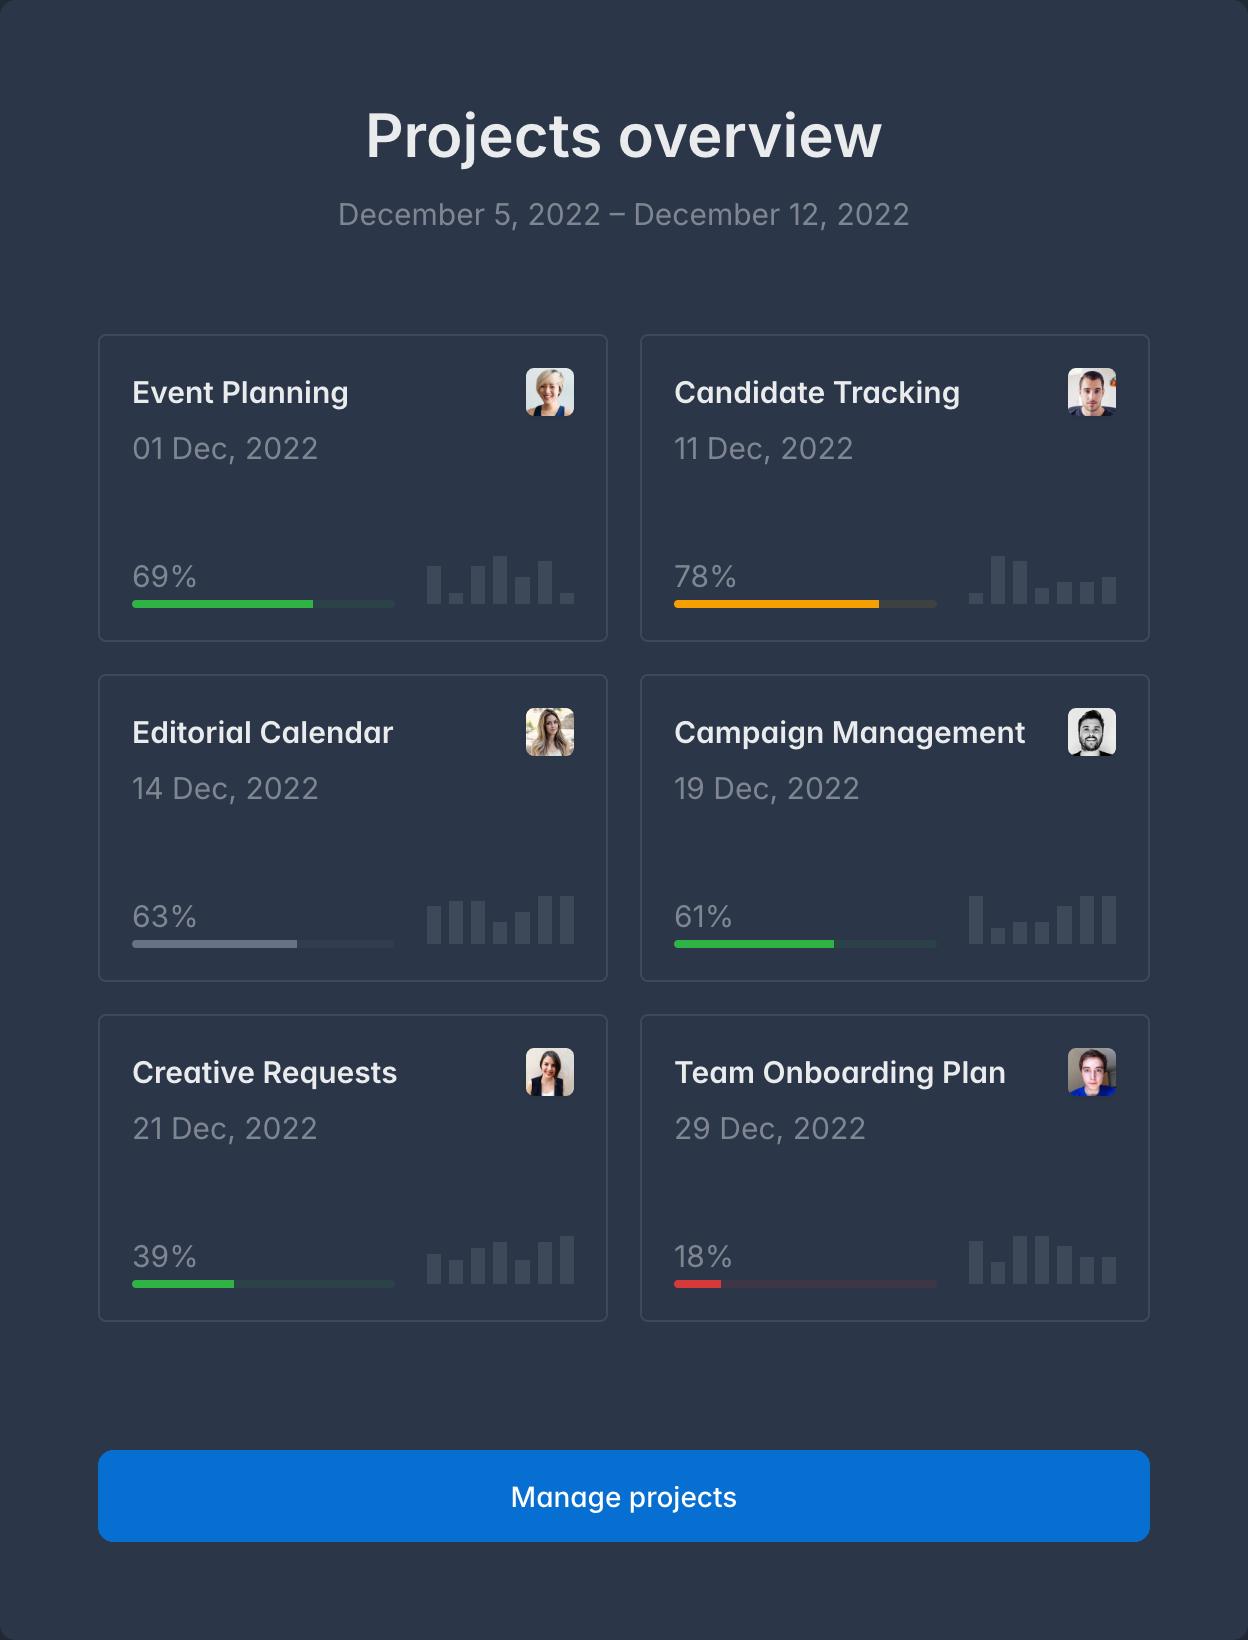 Projects overview
December 5, 2022 – December 12, 2022
Event Planning
01 Dec, 2022
69%
Candidate Tracking
11 Dec, 2022
78%
Editorial Calendar
14 Dec, 2022
63%
Campaign Management
19 Dec, 2022
61%
Creative Requests
21 Dec, 2022
39%
Team Onboarding Plan
29 Dec, 2022
18%
Manage projects